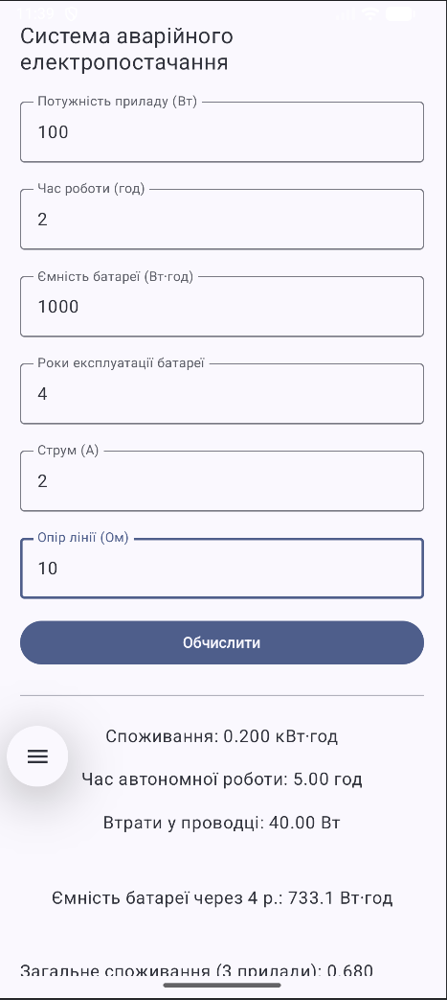 11:39
Система аварійного
електропостачання
Потужність приладу (Вт)
100
Час роботи (год)
2
Ємність батареї (Вт·год)
1000
Роки експлуатації батареї
4
Струм (А)
2
Опір лінії (Ом)
10
Обчислити
Споживання: 0.200 кВт·год
Час автономної роботи: 5.00 год
Втрати у проводці: 40.00 Вт
Ємність батареї через 4 р.: 733.1 Вт·год
Загальне споживання (3 прилади): 0.680